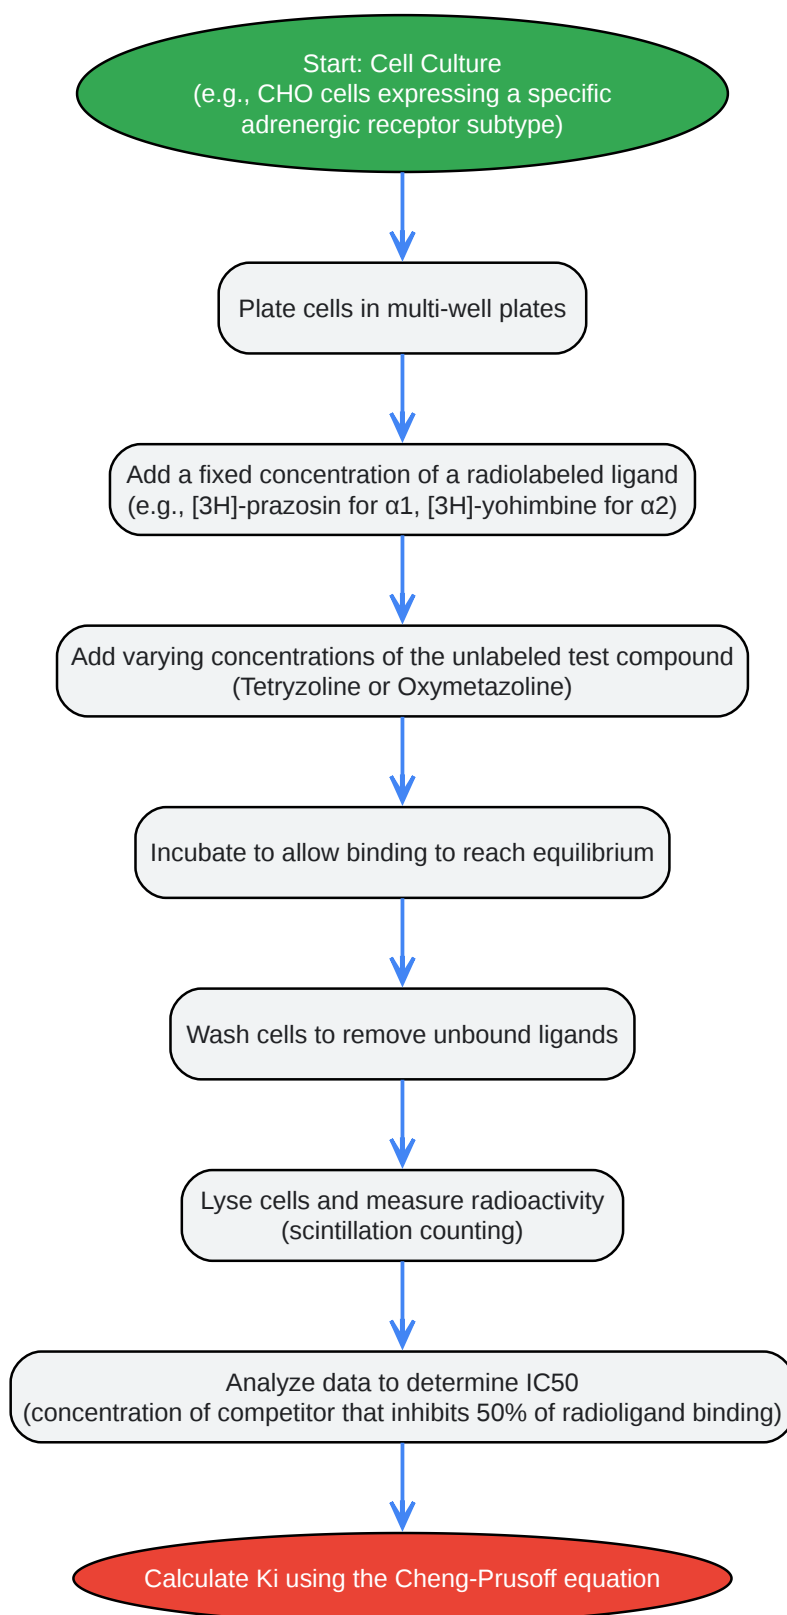 Start: Cell Culture
(e.g., CHO cells expressing a specific
adrenergic receptor subtype)
Plate cells in multi-well plates
Add a fixed concentration of a radiolabeled ligand
(e.g., [3H]-prazosin for α1, [3H]-yohimbine for α2)
Add varying concentrations of the unlabeled test compound
(Tetryzoline or Oxymetazoline)
Incubate to allow binding to reach equilibrium
Wash cells to remove unbound ligands
Lyse cells and measure radioactivity
(scintillation counting)
Analyze data to determine IC50
(concentration of competitor that inhibits 50% of radioligand binding)
Calculate Ki using the Cheng-Prusoff equation